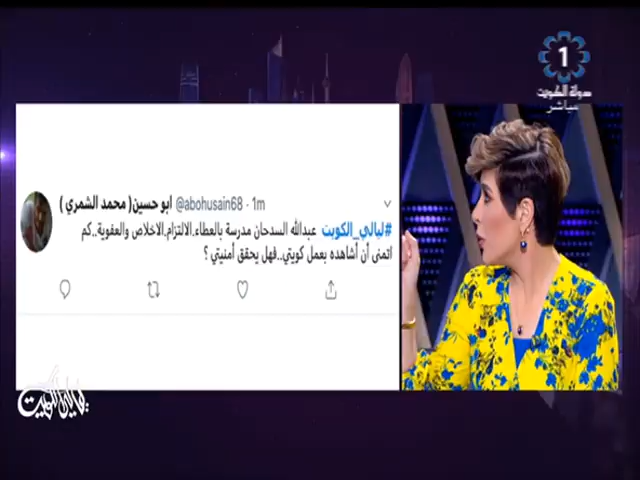 1
دولة الكويت
مباشر
ابو حسين( محمد الشمري ) @abohusain68 · 1m
#ليالي_الكويت عبدالله السدحان مدرسة بالعطاء.الالتزام.الاخلاص والعفوية..كم
اتمنى أن أشاهده بعمل كويتي..فهل يحقق أمنيتي ؟
ليالي الكويت